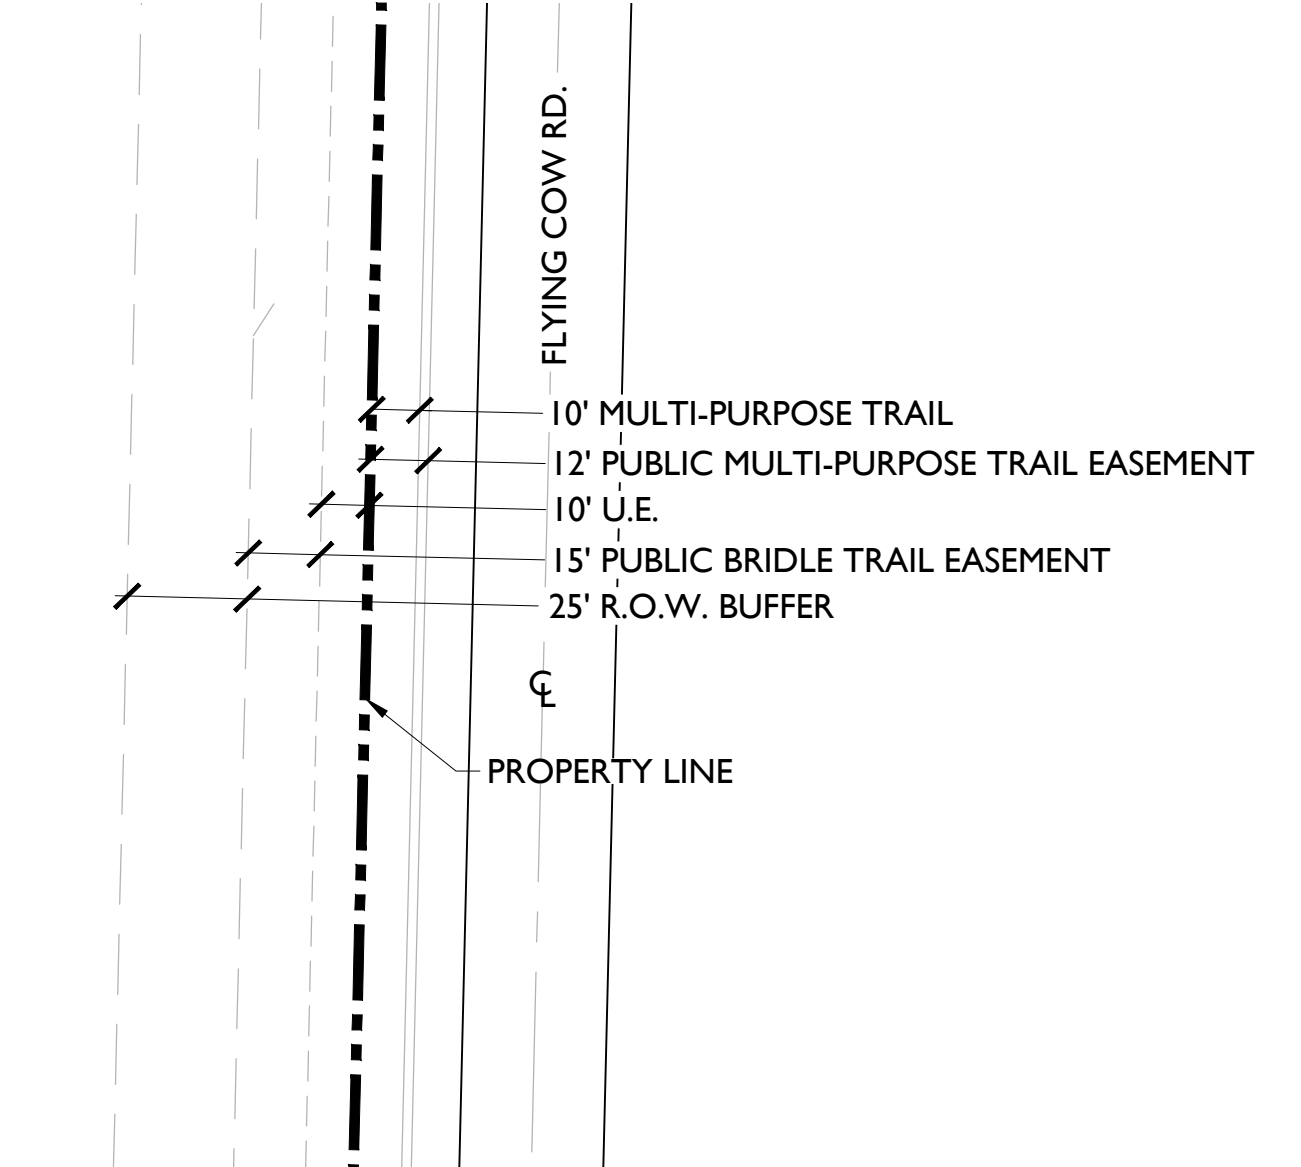 FLYING COW RD.
10' MULTI-PURPOSE TRAIL
12' PUBLIC MULTI-PURPOSE TRAIL EASEMENT
10' U.E.
15' PUBLIC BRIDLE TRAIL EASEMENT
25' R.O.W. BUFFER
℄
PROPERTY LINE